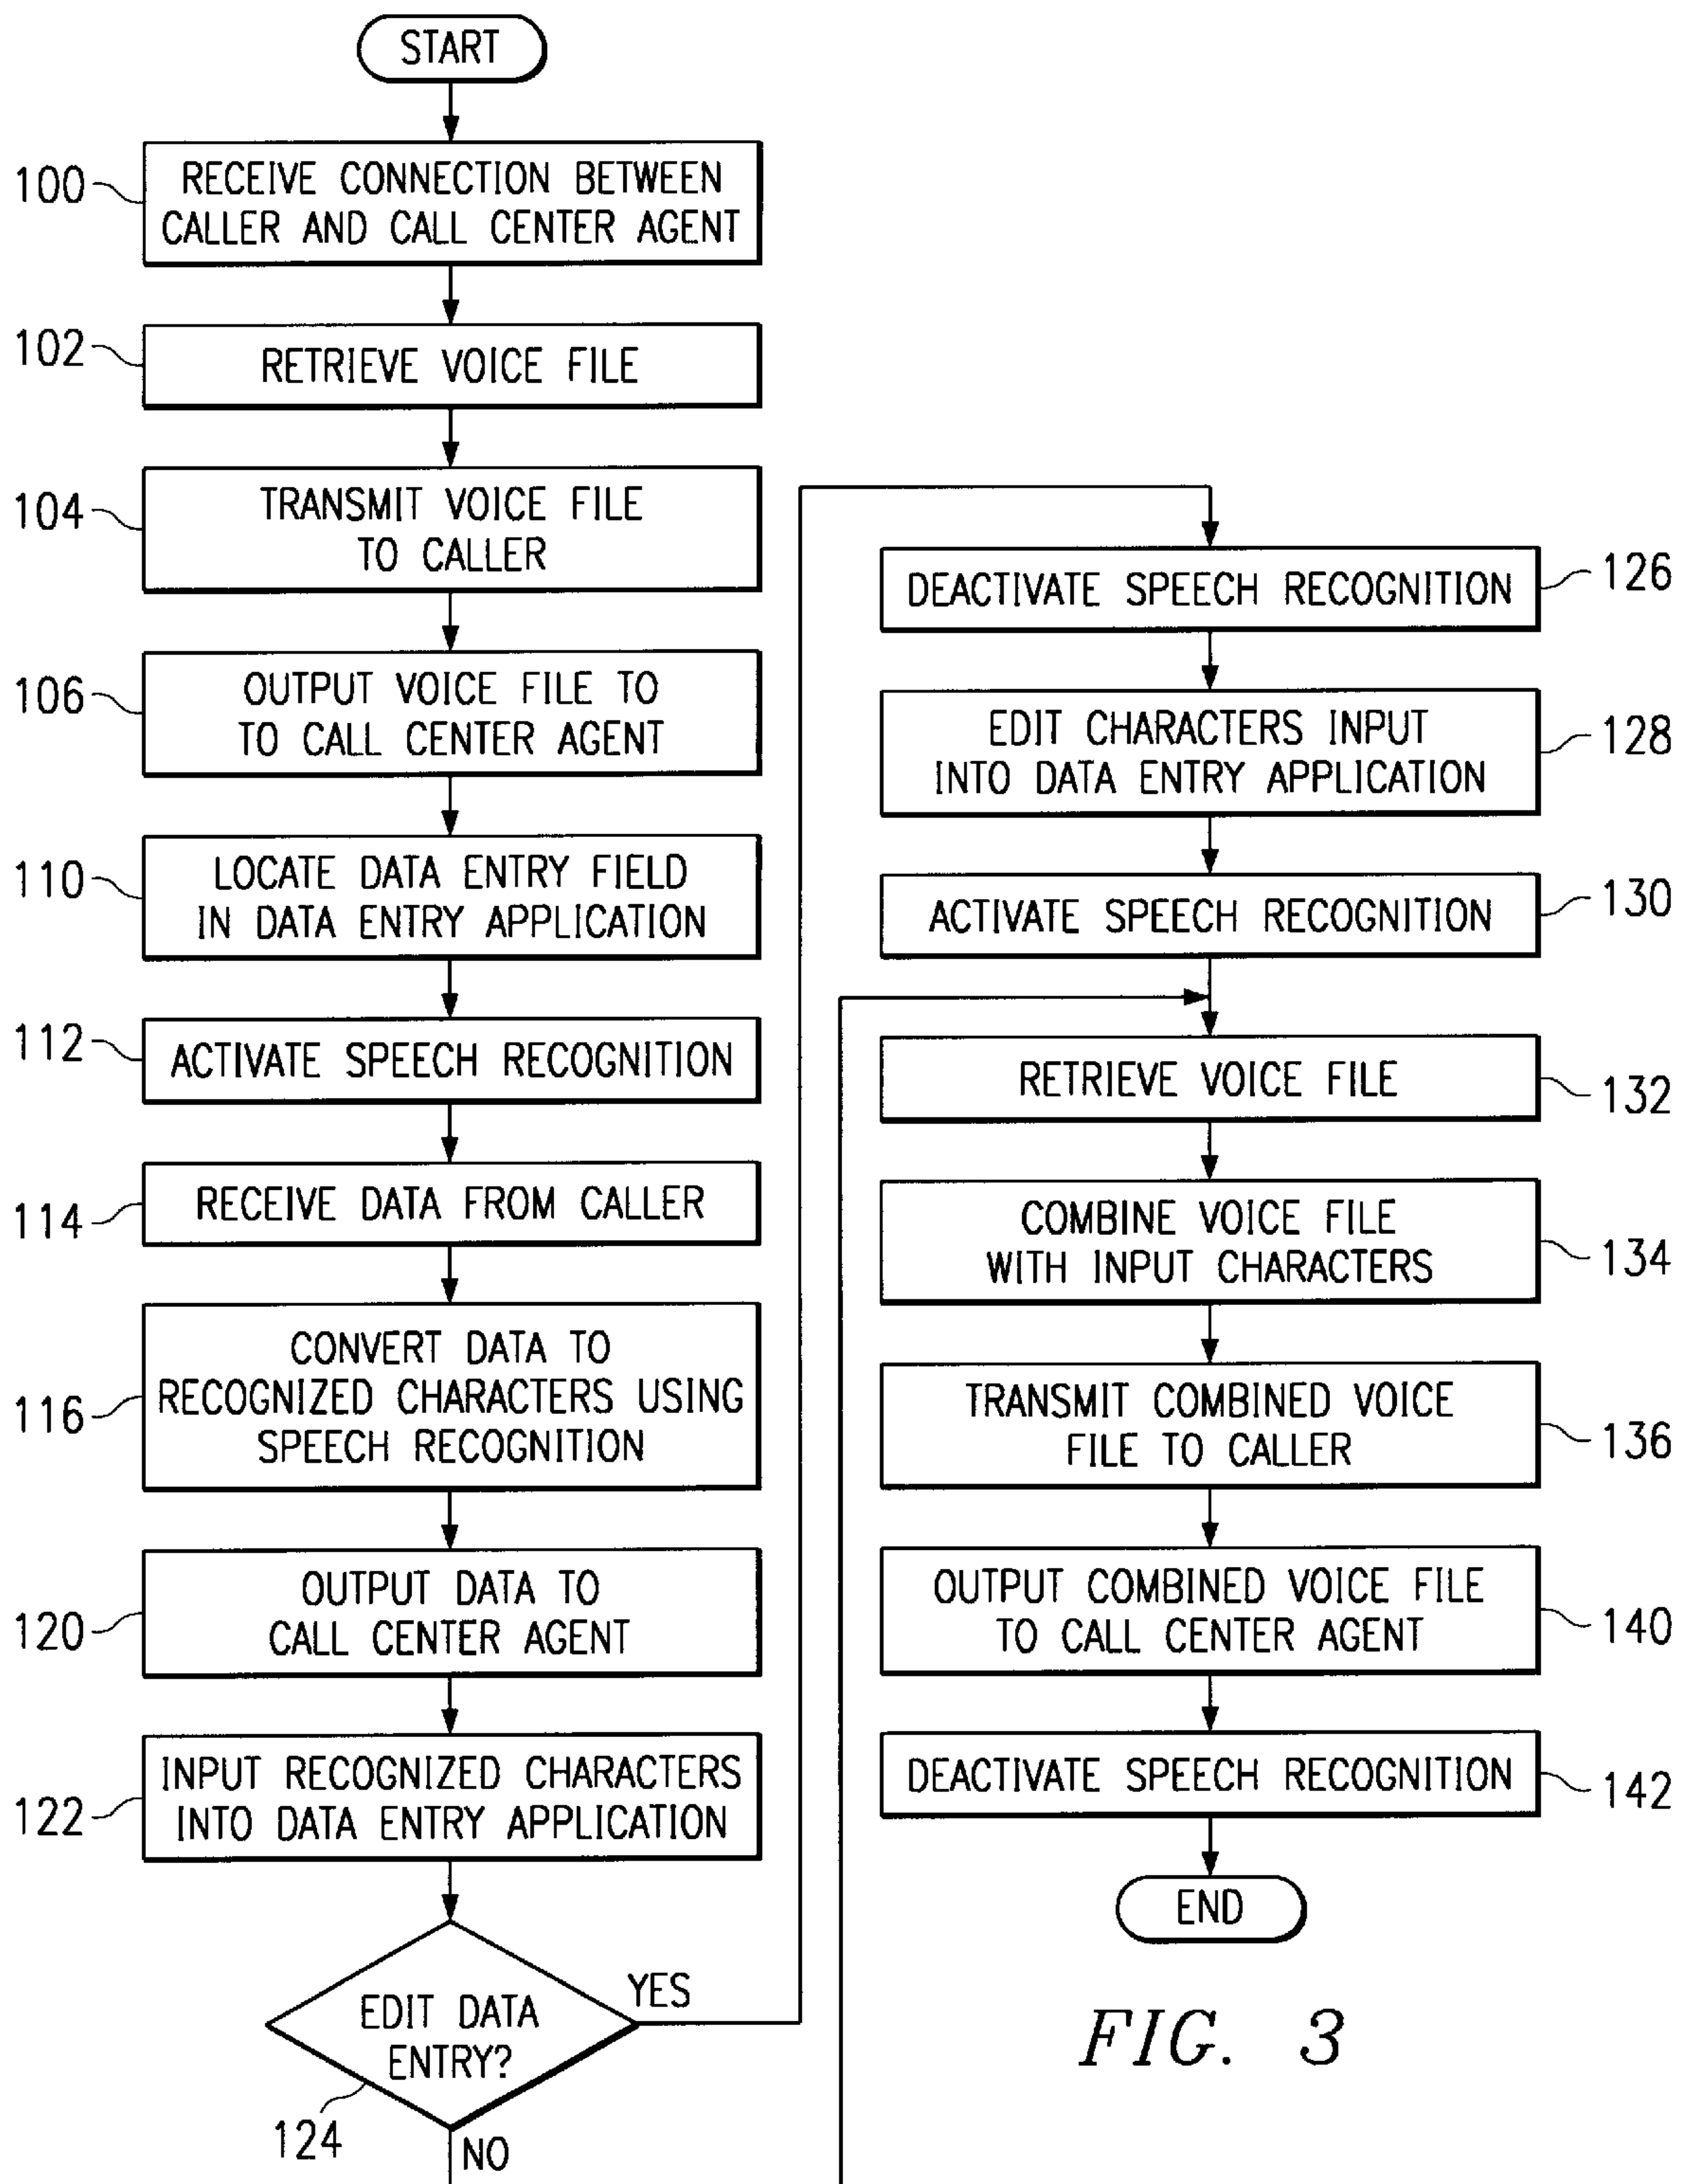 START
100
RECEIVE CONNECTION BETWEEN
CALLER AND CALL CENTER AGENT
102
RETRIEVE VOICE FILE
104
TRANSMIT VOICE FILE
TO CALLER
106
OUTPUT VOICE FILE TO
TO CALL CENTER AGENT
110
LOCATE DATA ENTRY FIELD
IN DATA ENTRY APPLICATION
112
ACTIVATE SPEECH RECOGNITION
114
RECEIVE DATA FROM CALLER
116
CONVERT DATA TO
RECOGNIZED CHARACTERS USING
SPEECH RECOGNITION
120
OUTPUT DATA TO
CALL CENTER AGENT
122
INPUT RECOGNIZED CHARACTERS
INTO DATA ENTRY APPLICATION
EDIT DATA
ENTRY?
124
YES
NO
DEACTIVATE SPEECH RECOGNITION
126
EDIT CHARACTERS INPUT
INTO DATA ENTRY APPLICATION
128
ACTIVATE SPEECH RECOGNITION
130
RETRIEVE VOICE FILE
132
COMBINE VOICE FILE
WITH INPUT CHARACTERS
134
TRANSMIT COMBINED VOICE
FILE TO CALLER
136
OUTPUT COMBINED VOICE FILE
TO CALL CENTER AGENT
140
DEACTIVATE SPEECH RECOGNITION
142
END
FIG. 3